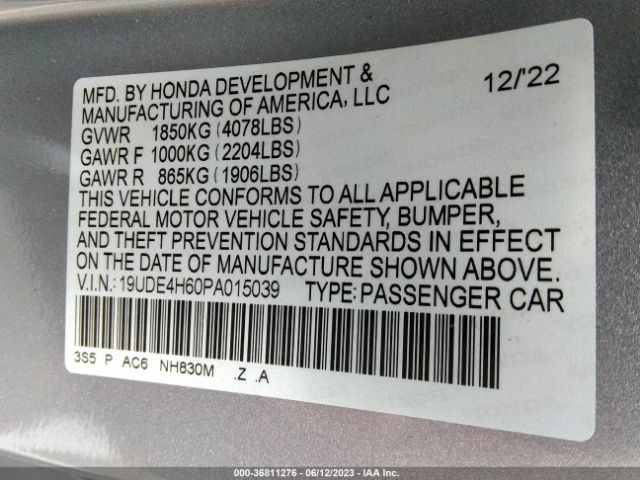 MFD. BY HONDA DEVELOPMENT & 12/'22
MANUFACTURING OF AMERICA, LLC
GVWR 1850KG (4078LBS)
GAWR F 1000KG (2204LBS)
GAWR R 865KG (1906LBS)
THIS VEHICLE CONFORMS TO ALL APPLICABLE
FEDERAL MOTOR VEHICLE SAFETY, BUMPER,
AND THEFT PREVENTION STANDARDS IN EFFECT
ON THE DATE OF MANUFACTURE SHOWN ABOVE.
V.I.N.: 19UDE4H60PA015039 TYPE: PASSENGER CAR
3S5 P AC6 NH830M .Z .A
000-36811276 - 06/12/2023 - IAA Inc.